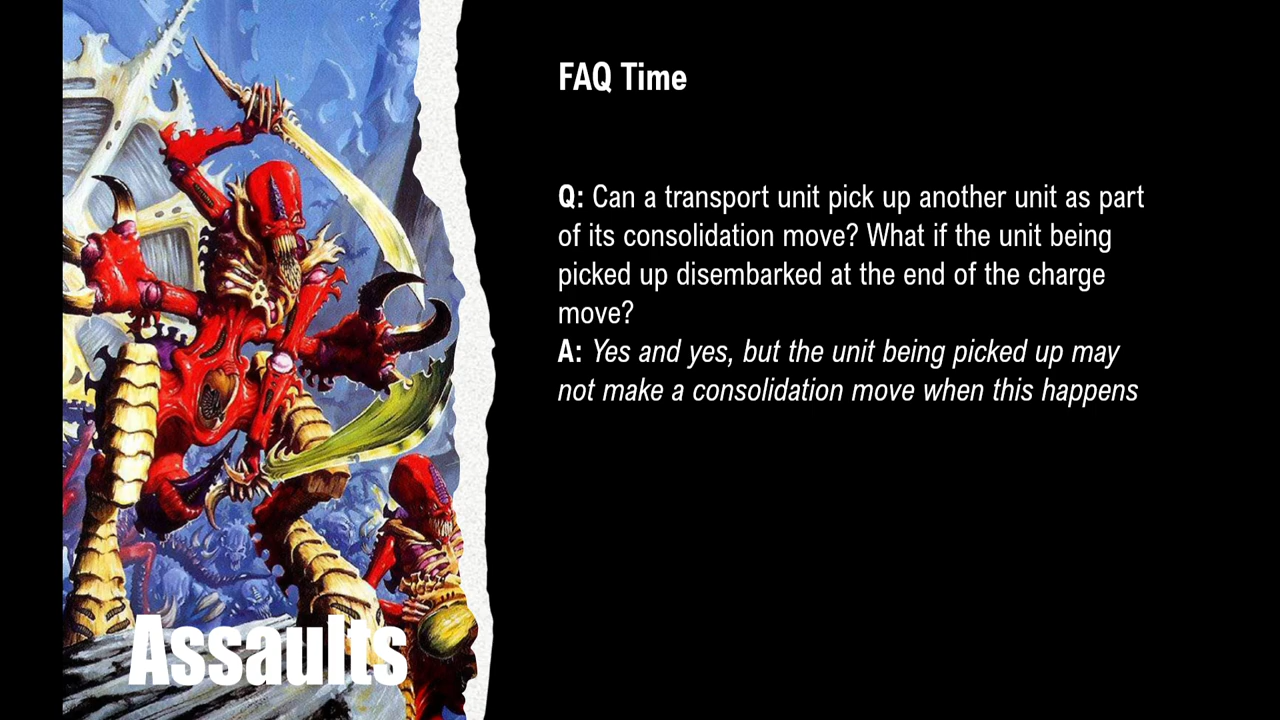 FAQ Time
Q: Can a transport unit pick up another unit as part
of its consolidation move? What if the unit being
picked up disembarked at the end of the charge
move?
A: Yes and yes, but the unit being picked up may
not make a consolidation move when this happens
Assaults